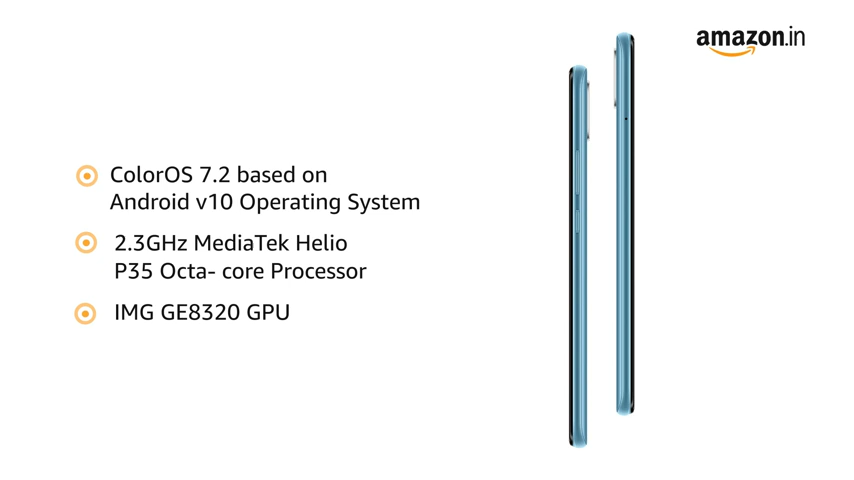 amazon.in
ColorOS 7.2 based on
Android v10 Operating System
2.3GHz MediaTek Helio
P35 Octa- core Processor
IMG GE8320 GPU